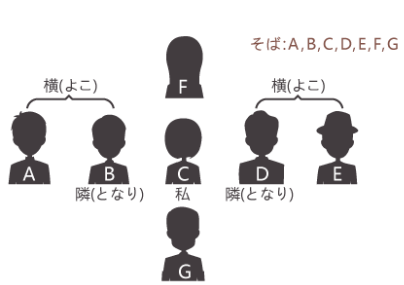 そば:A,B,C,D,E,F,G
F
横(よこ) 横(よこ)
A B C D E
隣(となり) 私 隣(となり)
G